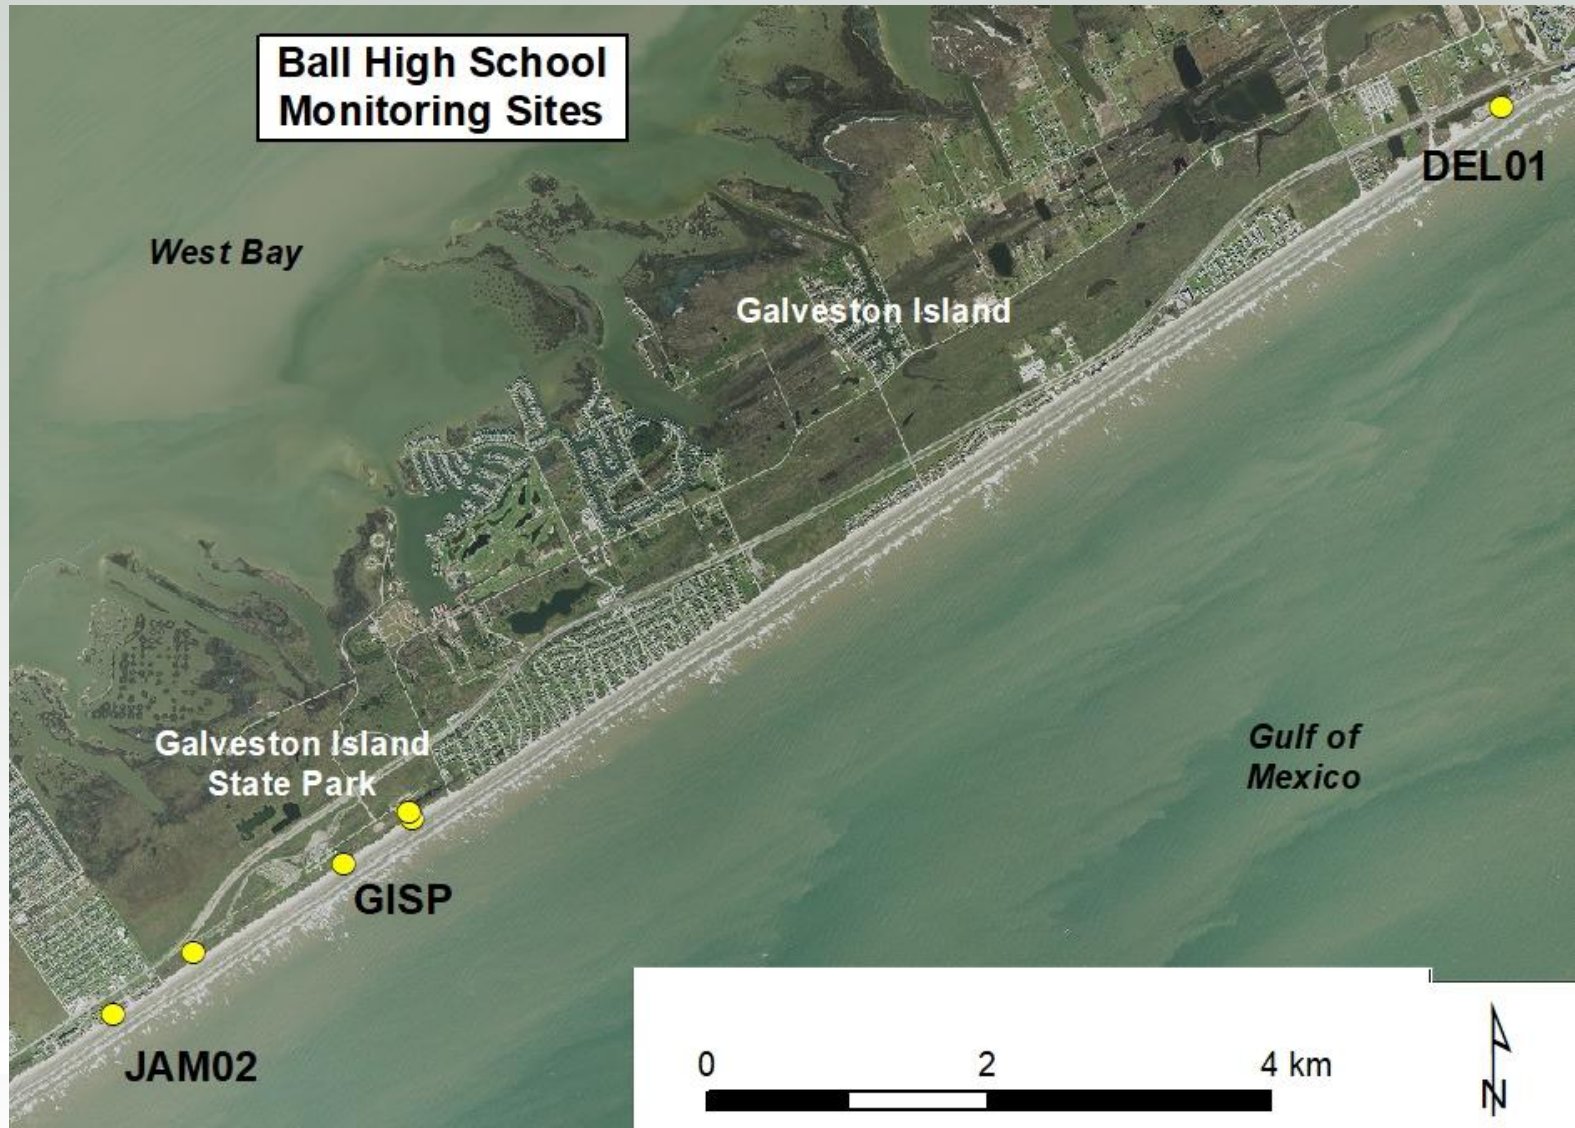 Ball High School
Monitoring Sites
DEL01
West Bay
Galveston Island
Gulf of
Mexico
Galveston Island
State Park
GISP
JAM02
0 2 4 km
N